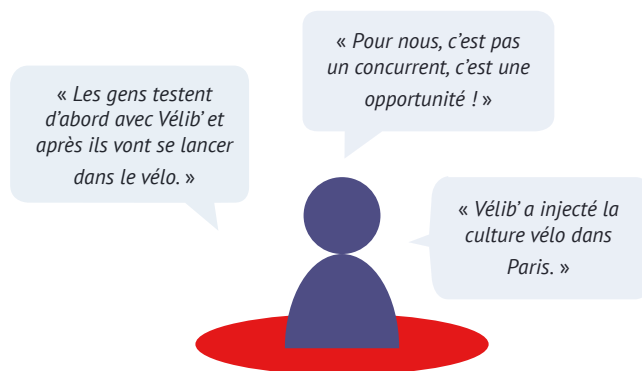 « Pour nous, c’est pas
un concurrent, c’est une
opportunité ! »
« Les gens testent
d’abord avec Vélib’ et
après ils vont se lancer
dans le vélo. »
« Vélib’ a injecté la
culture vélo dans
Paris. »